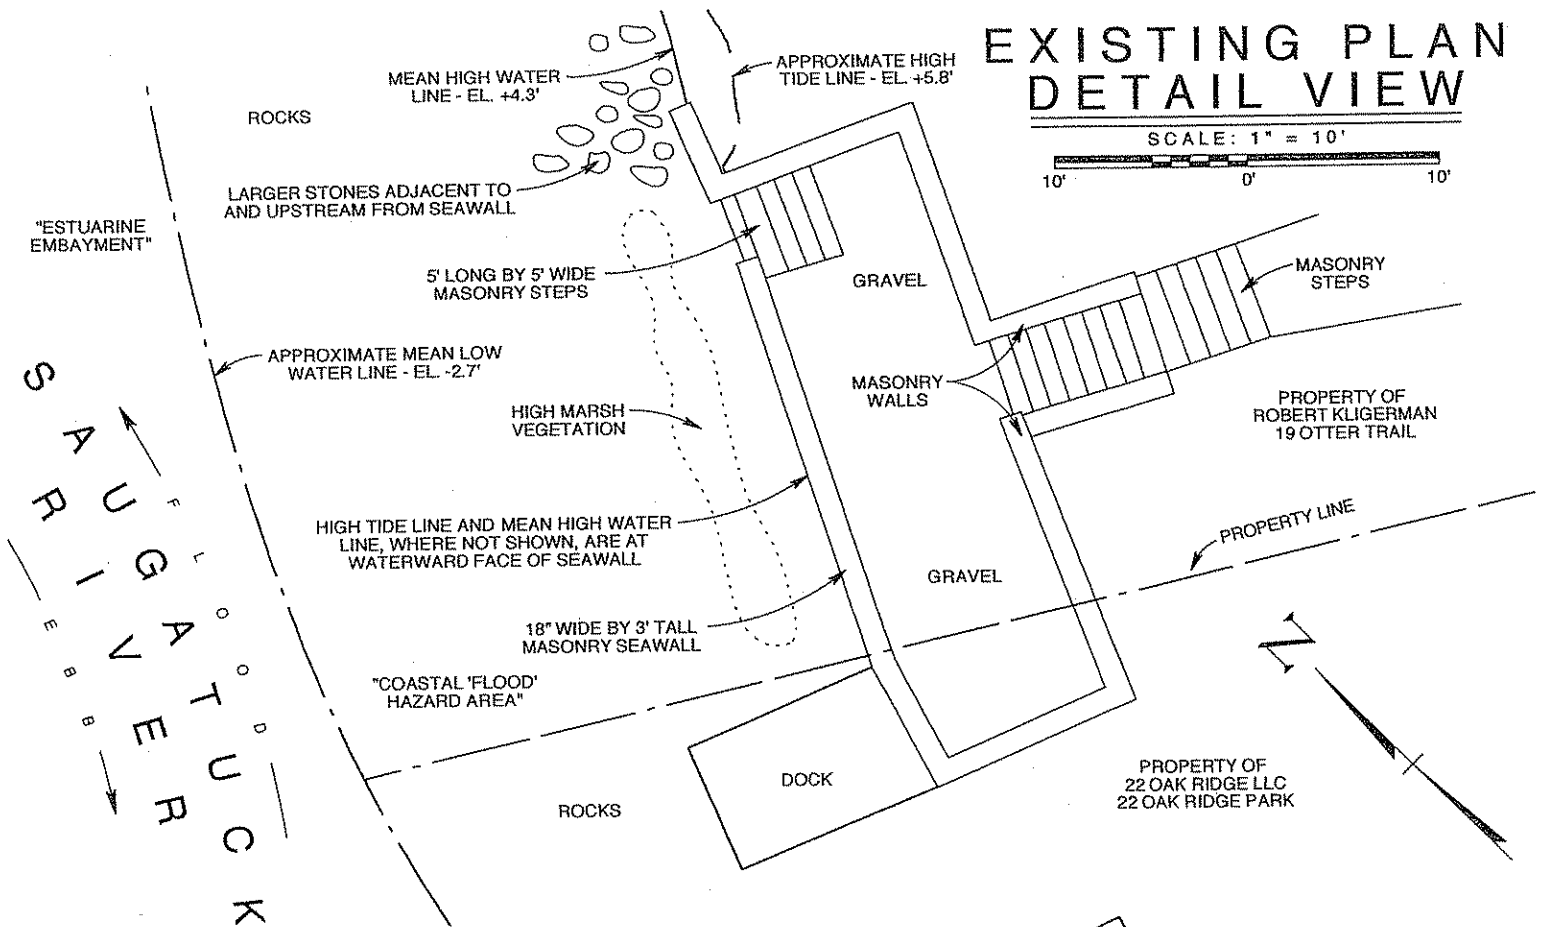 EXISTING PLAN
DETAIL VIEW
SCALE: 1" = 10'
10'
0'
10'
MEAN HIGH WATER
LINE - EL. +4.3'
APPROXIMATE HIGH
TIDE LINE - EL. +5.8'
ROCKS
LARGER STONES ADJACENT TO
AND UPSTREAM FROM SEAWALL
"ESTUARINE
EMBAYMENT"
5' LONG BY 5' WIDE
MASONRY STEPS
GRAVEL
MASONRY
STEPS
APPROXIMATE MEAN LOW
WATER LINE - EL. -2.7'
MASONRY
WALLS
HIGH MARSH
VEGETATION
PROPERTY OF
ROBERT KLIGERMAN
19 OTTER TRAIL
HIGH TIDE LINE AND MEAN HIGH WATER
LINE, WHERE NOT SHOWN, ARE AT
WATERWARD FACE OF SEAWALL
PROPERTY LINE
GRAVEL
18" WIDE BY 3' TALL
MASONRY SEAWALL
"COASTAL 'FLOOD'
HAZARD AREA"
DOCK
ROCKS
PROPERTY OF
22 OAK RIDGE LLC
22 OAK RIDGE PARK
SAUGATUCK
RIVER
FLOOD
EBB
N